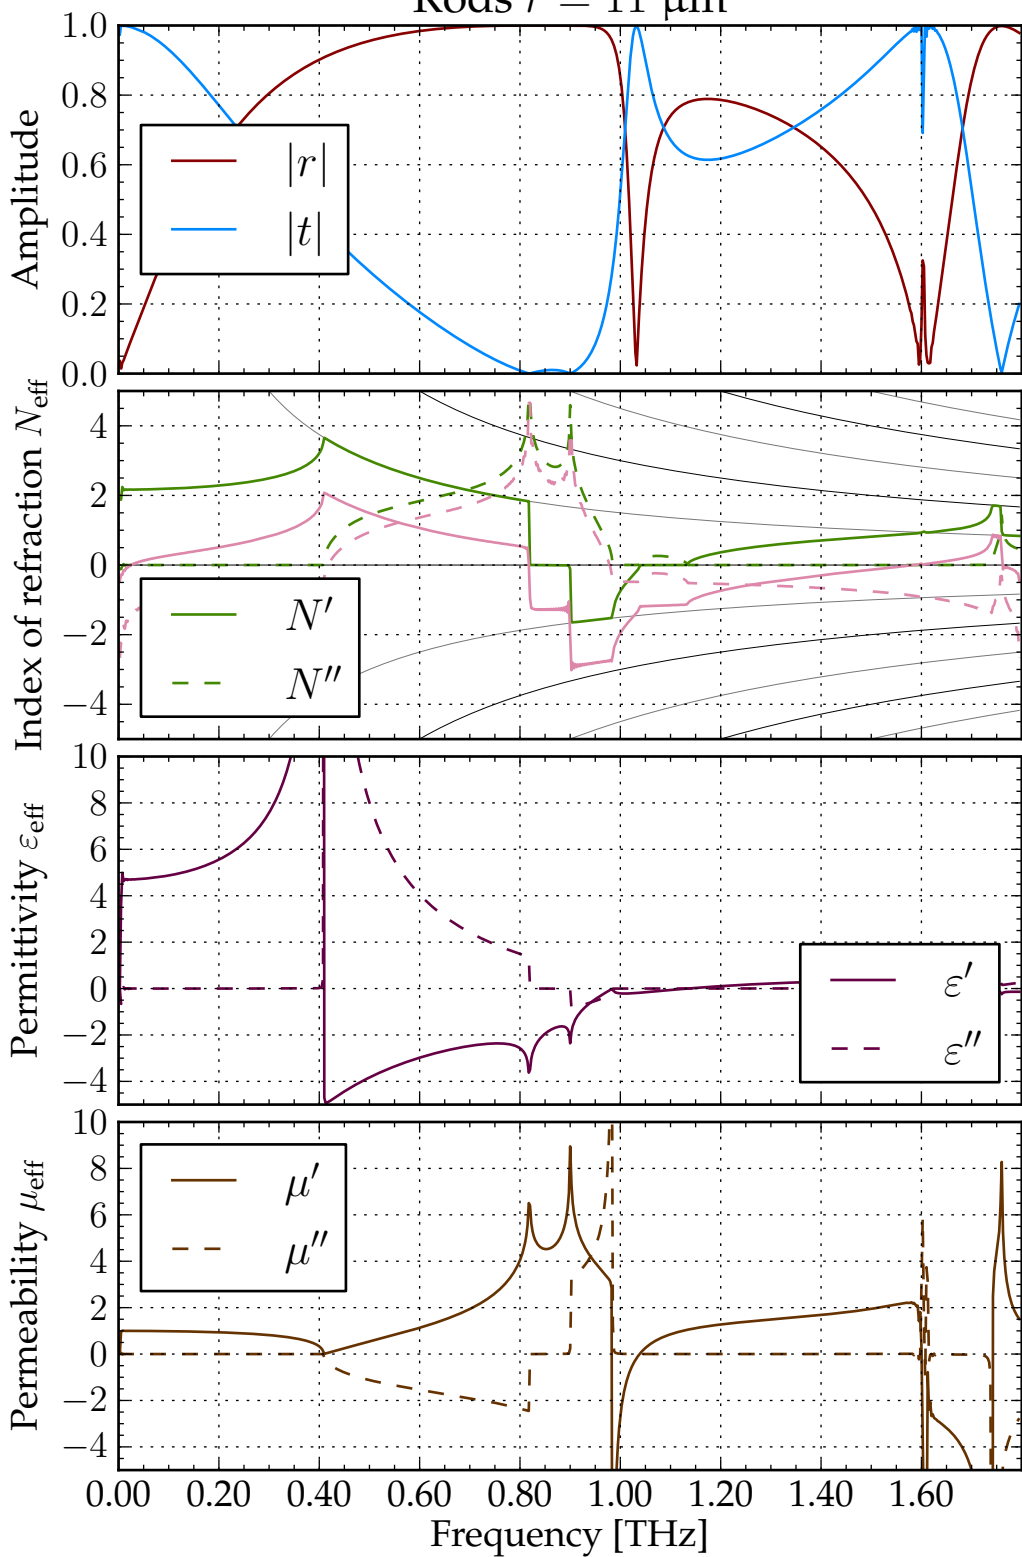 Rods r = 11 μm
1.0
0.8
0.6
0.4
0.2
0.0
Amplitude
|r|
|t|
4
2
0
−2
−4
Index of refraction N_eff
N′
N″
10
8
6
4
2
0
−2
−4
Permittivity ε_eff
ε′
ε″
10
8
6
4
2
0
−2
−4
Permeability μ_eff
μ′
μ″
0.00 0.20 0.40 0.60 0.80 1.00 1.20 1.40 1.60
Frequency [THz]